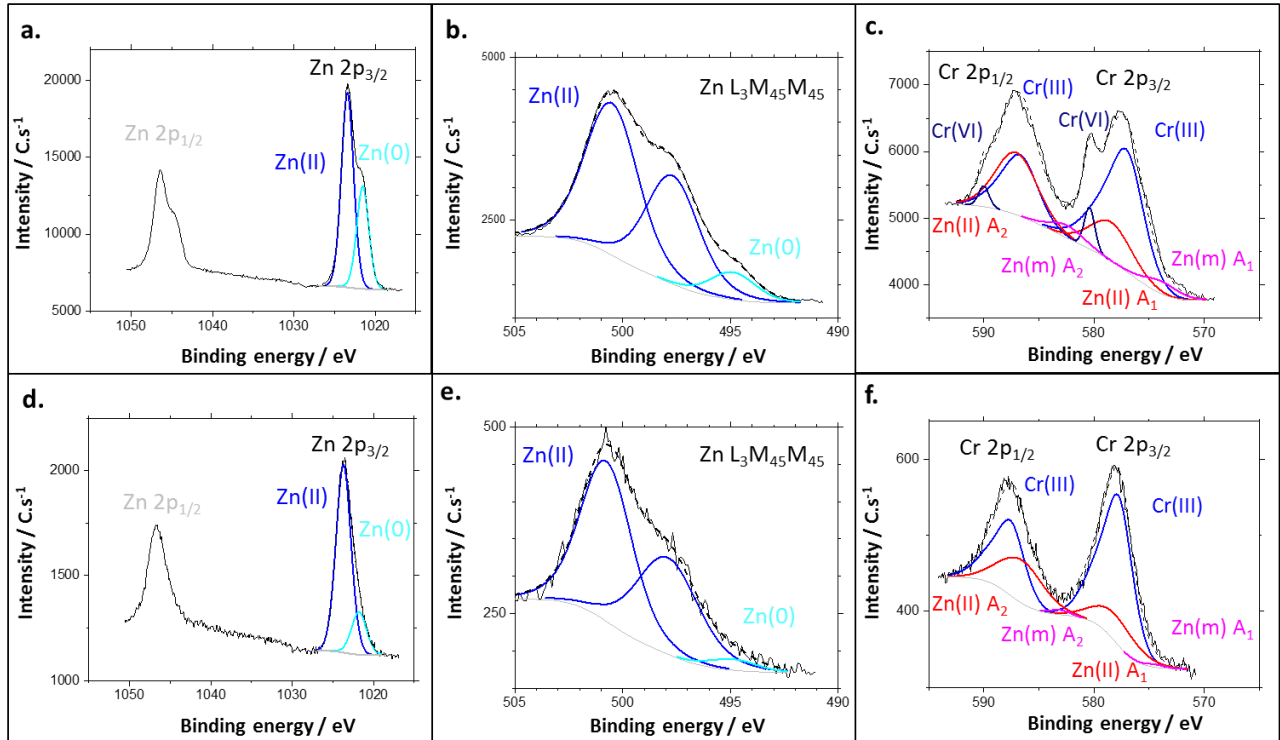 a.
Zn 2p3/2
Zn 2p1/2
Zn(II)
Zn(0)
20000
15000
10000
5000
Intensity / C.s-1
1050
1040
1030
1020
Binding energy / eV
b.
Zn(II)
Zn L3M45M45
Zn(0)
5000
2500
Intensity / C.s-1
505
500
495
490
Binding energy / eV
c.
Cr 2p1/2
Cr 2p3/2
Cr(III)
Cr(VI)
Cr(VI)
Cr(III)
Zn(II) A2
Zn(m) A2
Zn(m) A1
Zn(II) A1
7000
6000
5000
4000
Intensity / C.s-1
590
580
570
Binding energy / eV
d.
Zn 2p3/2
Zn(II)
Zn 2p1/2
Zn(0)
2000
1500
1000
Intensity / C.s-1
1050
1040
1030
1020
Binding energy / eV
e.
Zn(II)
Zn L3M45M45
Zn(0)
500
250
Intensity / C.s-1
505
500
495
490
Binding energy / eV
f.
Cr 2p1/2
Cr 2p3/2
Cr(III)
Cr(III)
Zn(II) A2
Zn(m) A2
Zn(m) A1
Zn(II) A1
600
400
Intensity / C.s-1
590
580
570
Binding energy / eV